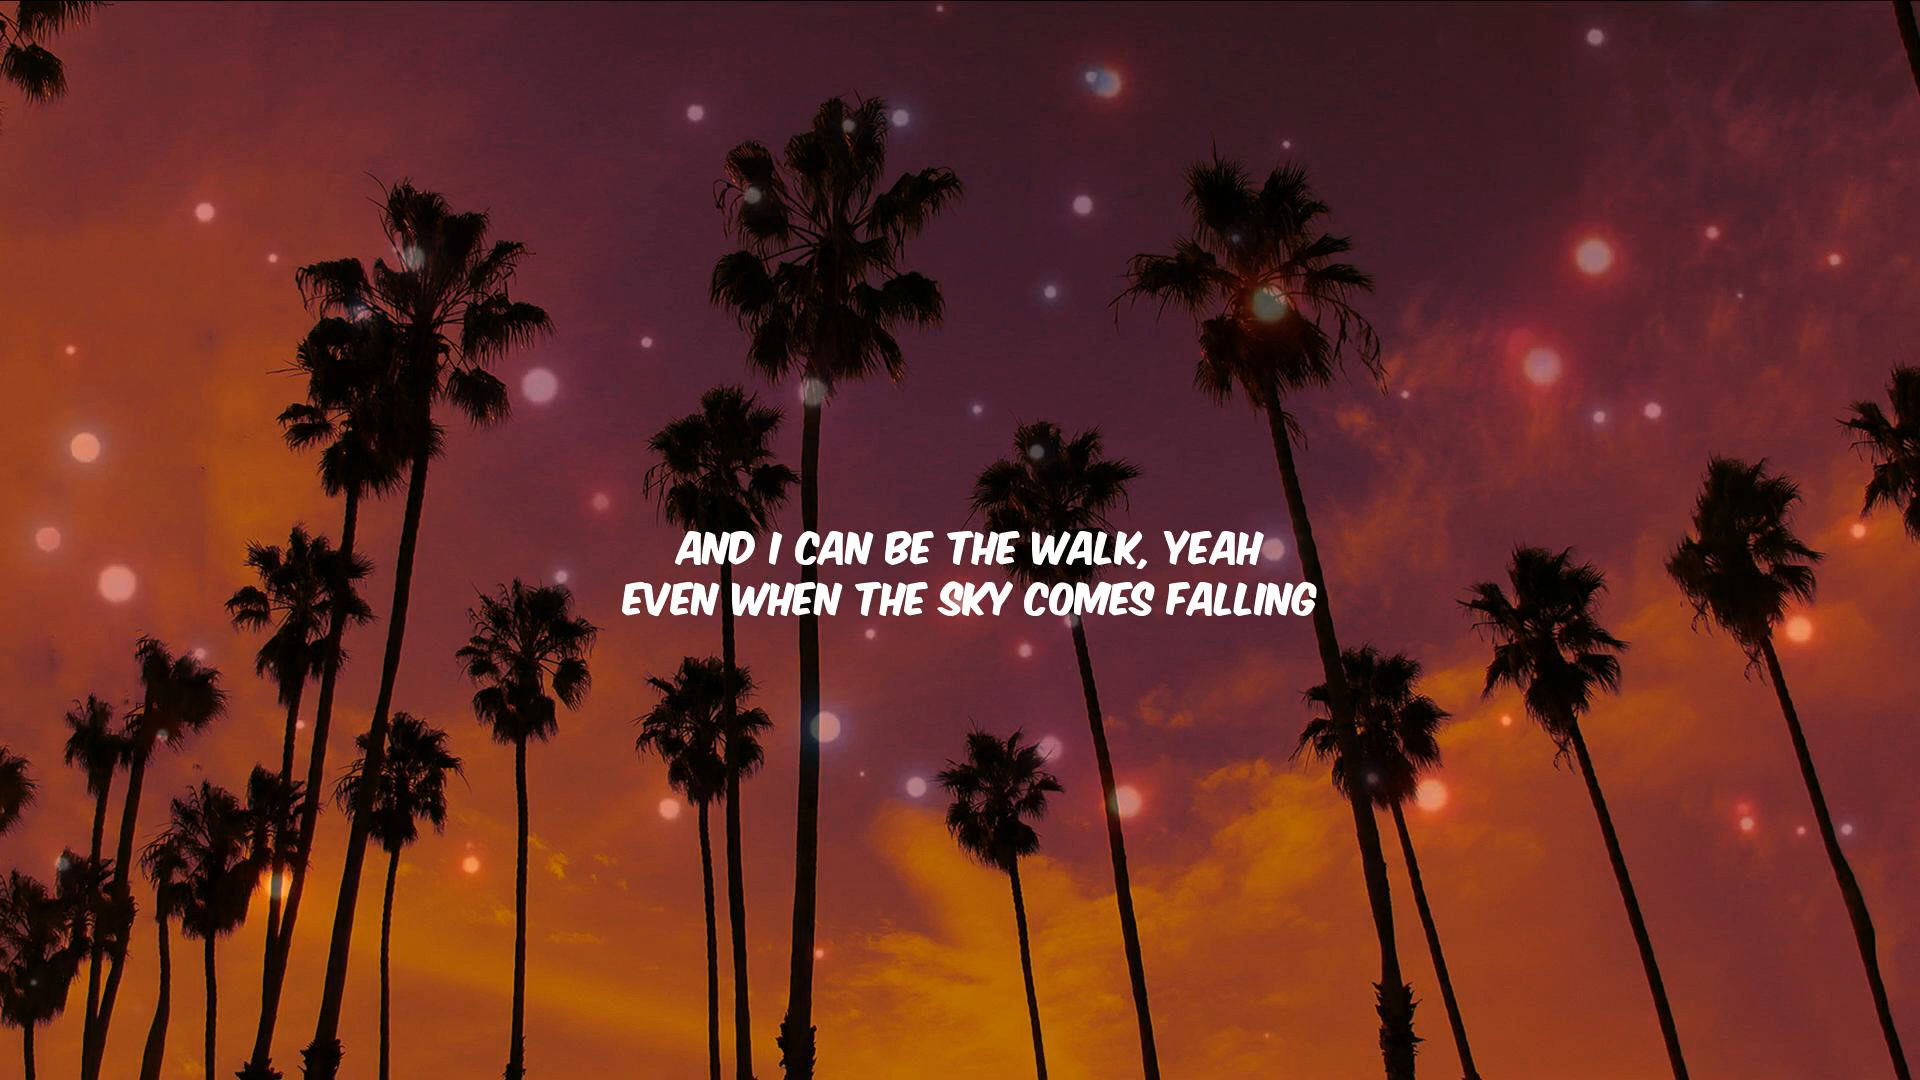 AND I CAN BE THE WALK, YEAH
EVEN WHEN THE SKY COMES FALLING